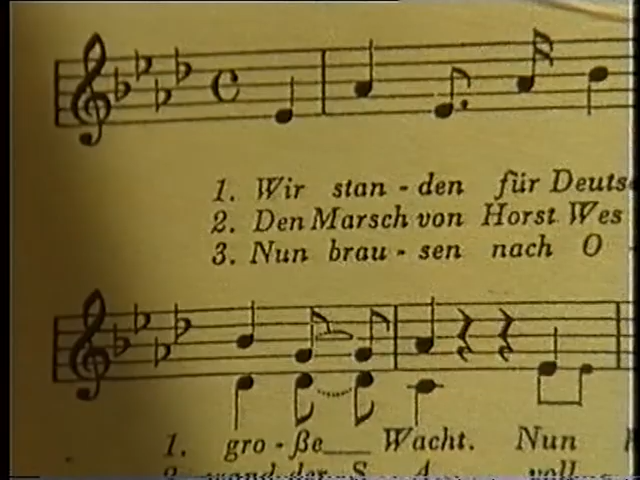 1. Wir stan - den für Deuts
2. Den Marsch von Horst Wes
3. Nun brau - sen nach O
1. gro - ße Wacht. Nun